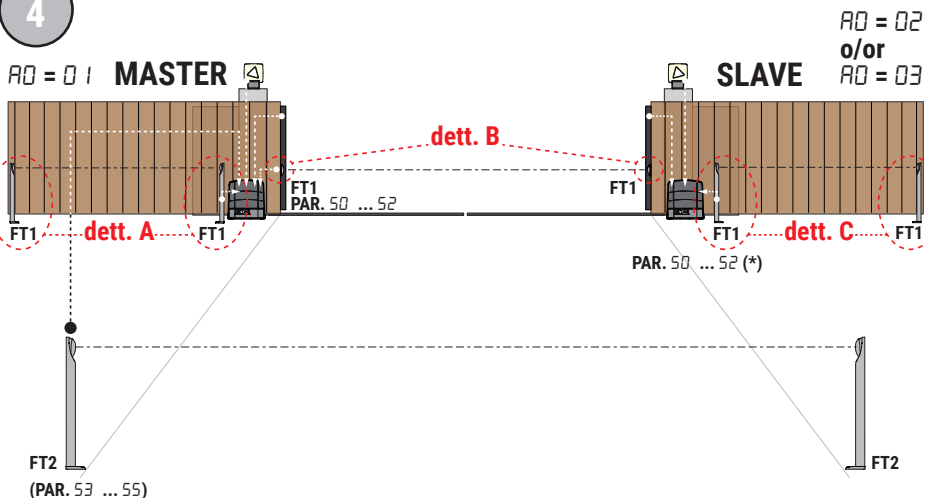 4
A0 = 01 MASTER
SLAVE
A0 = 02
o/or
A0 = 03
dett. B
FT1
PAR. 50 ... 52
FT1
FT1 dett. A FT1
FT1 dett. C FT1
PAR. 50 ... 52 (*)
FT2
(PAR. 53 ... 55)
FT2